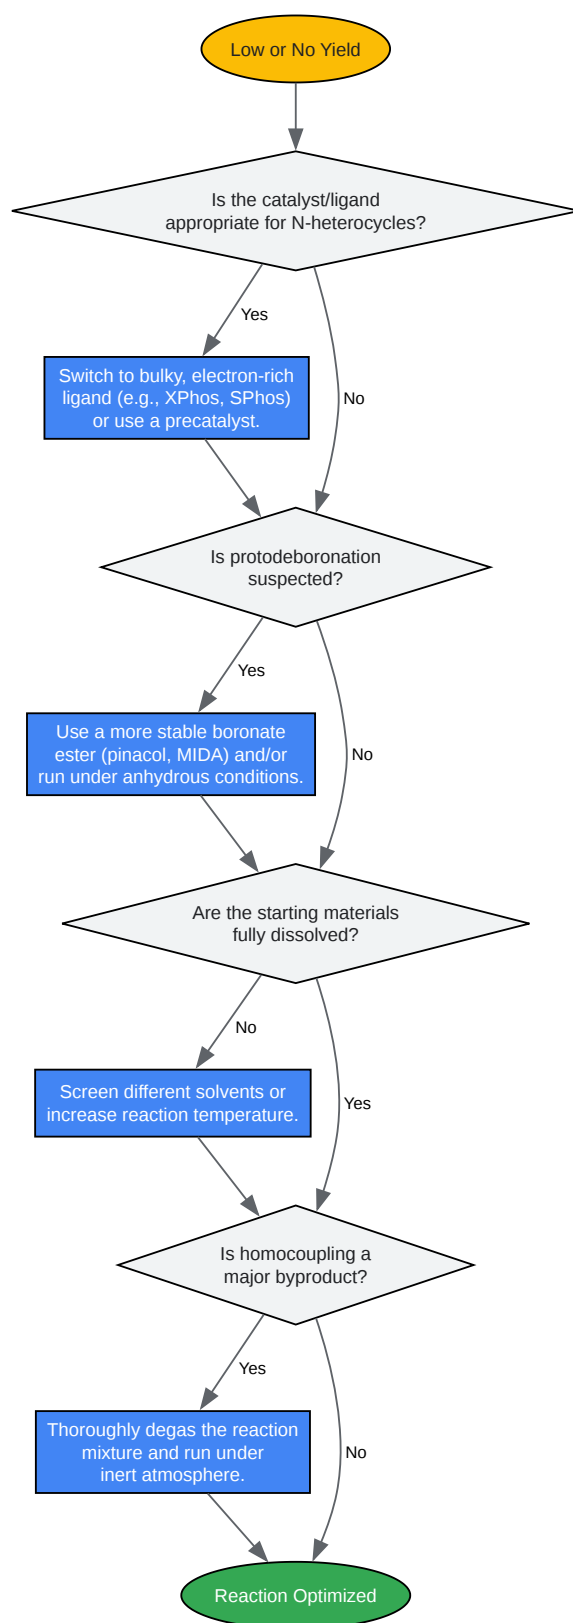 Low or No Yield
Is the catalyst/ligand
appropriate for N-heterocycles?
Yes
Switch to bulky, electron-rich
ligand (e.g., XPhos, SPhos)
or use a precatalyst.
No
Is protodeboronation
suspected?
Yes
Use a more stable boronate
ester (pinacol, MIDA) and/or
run under anhydrous conditions.
No
Are the starting materials
fully dissolved?
No
Screen different solvents or
increase reaction temperature.
Yes
Is homocoupling a
major byproduct?
Yes
Thoroughly degas the reaction
mixture and run under
inert atmosphere.
No
Reaction Optimized